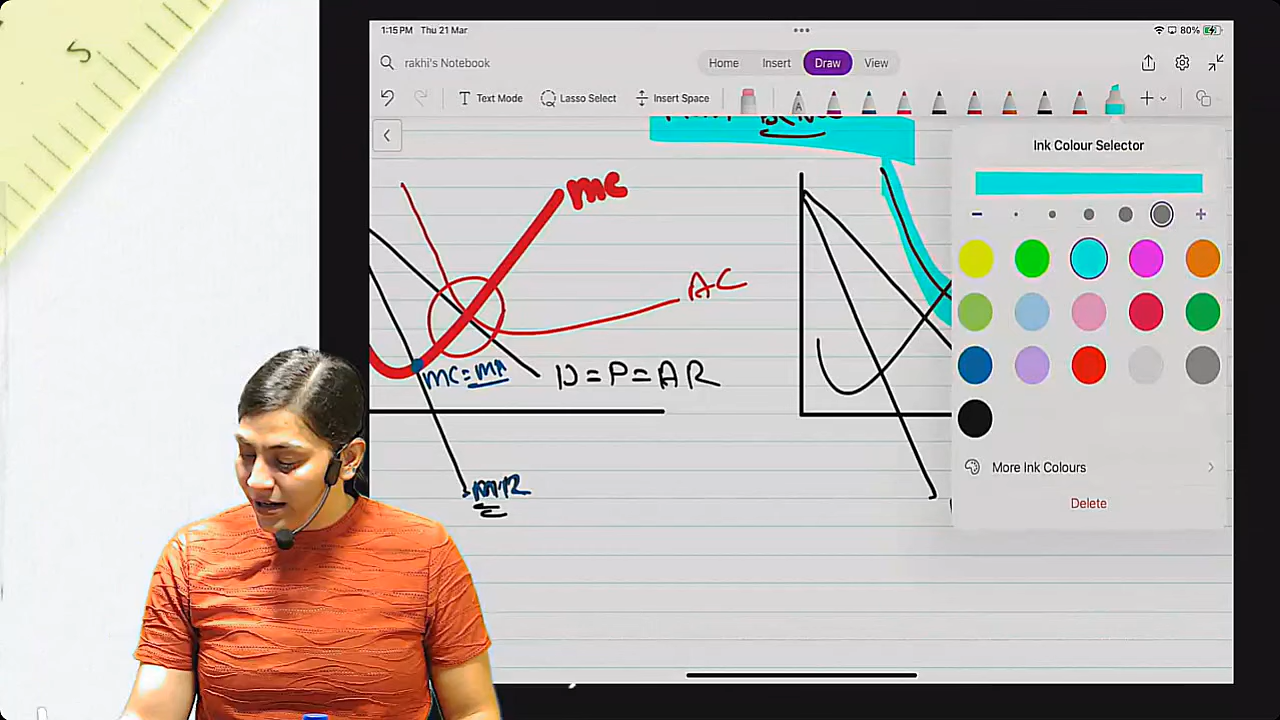 5
1:15 PM Thu 21 Mar
80%
rakhi's Notebook
Home Insert Draw View
Text Mode Lasso Select Insert Space
A
Ink Colour Selector
MC
AC
MC = MR
D = P = AR
MR
More Ink Colours
Delete